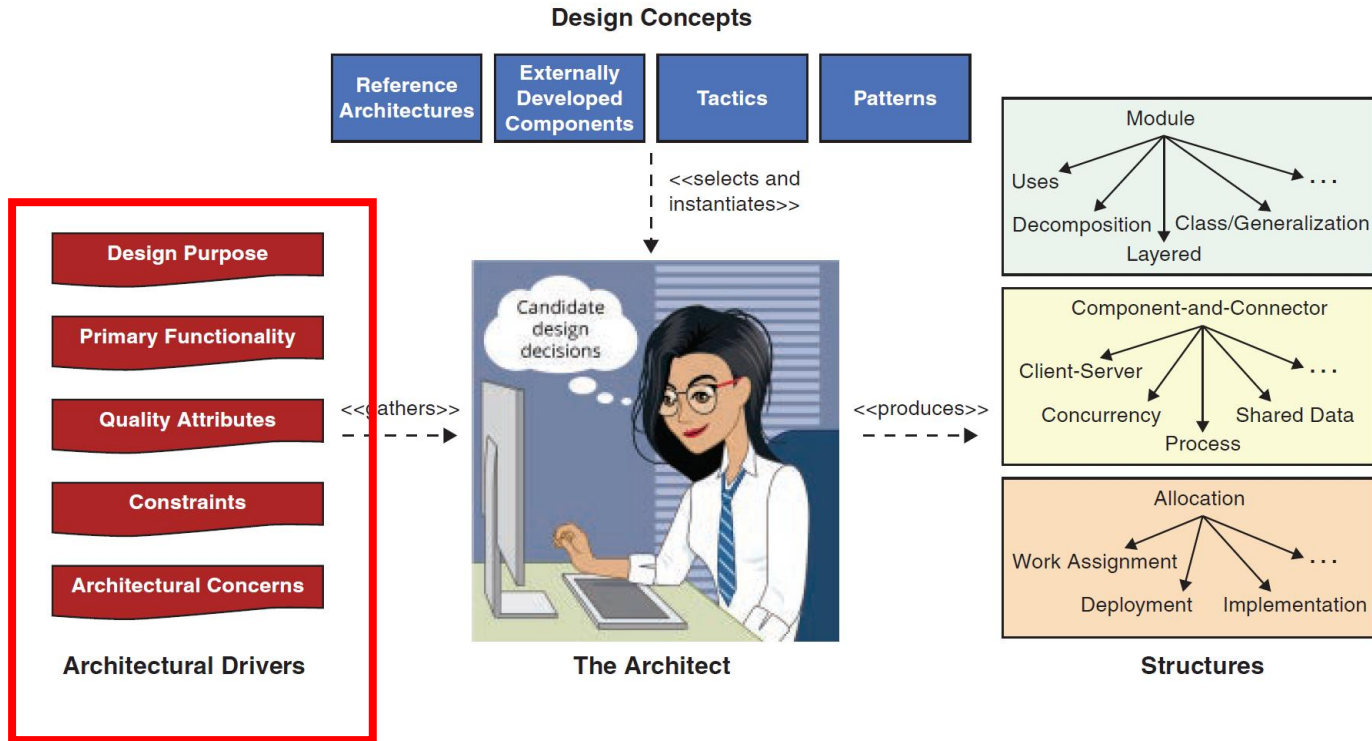 Design Concepts
Reference
Architectures
Externally
Developed
Components
Tactics
Patterns
<<selects and
instantiates>>
Design Purpose
Primary Functionality
Quality Attributes
Constraints
Architectural Concerns
Architectural Drivers
<<gathers>>
Candidate
design
decisions
The Architect
<<produces>>
Module
Uses
Decomposition
Layered
Class/Generalization
...
Component-and-Connector
Client-Server
Concurrency
Process
Shared Data
...
Allocation
Work Assignment
Deployment
Implementation
...
Structures